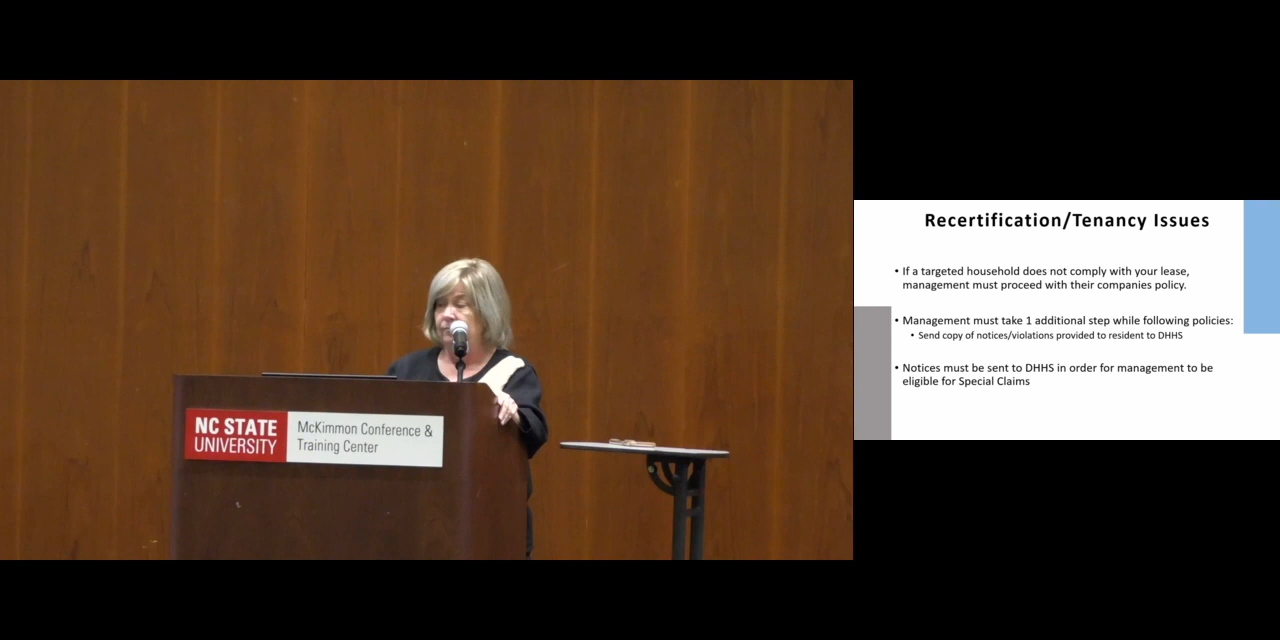 NC STATE
UNIVERSITY
McKimmon Conference &
Training Center
Recertification/Tenancy Issues
• If a targeted household does not comply with your lease,
management must proceed with their companies policy.
• Management must take 1 additional step while following policies:
• Send copy of notices/violations provided to resident to DHHS
• Notices must be sent to DHHS in order for management to be
eligible for Special Claims